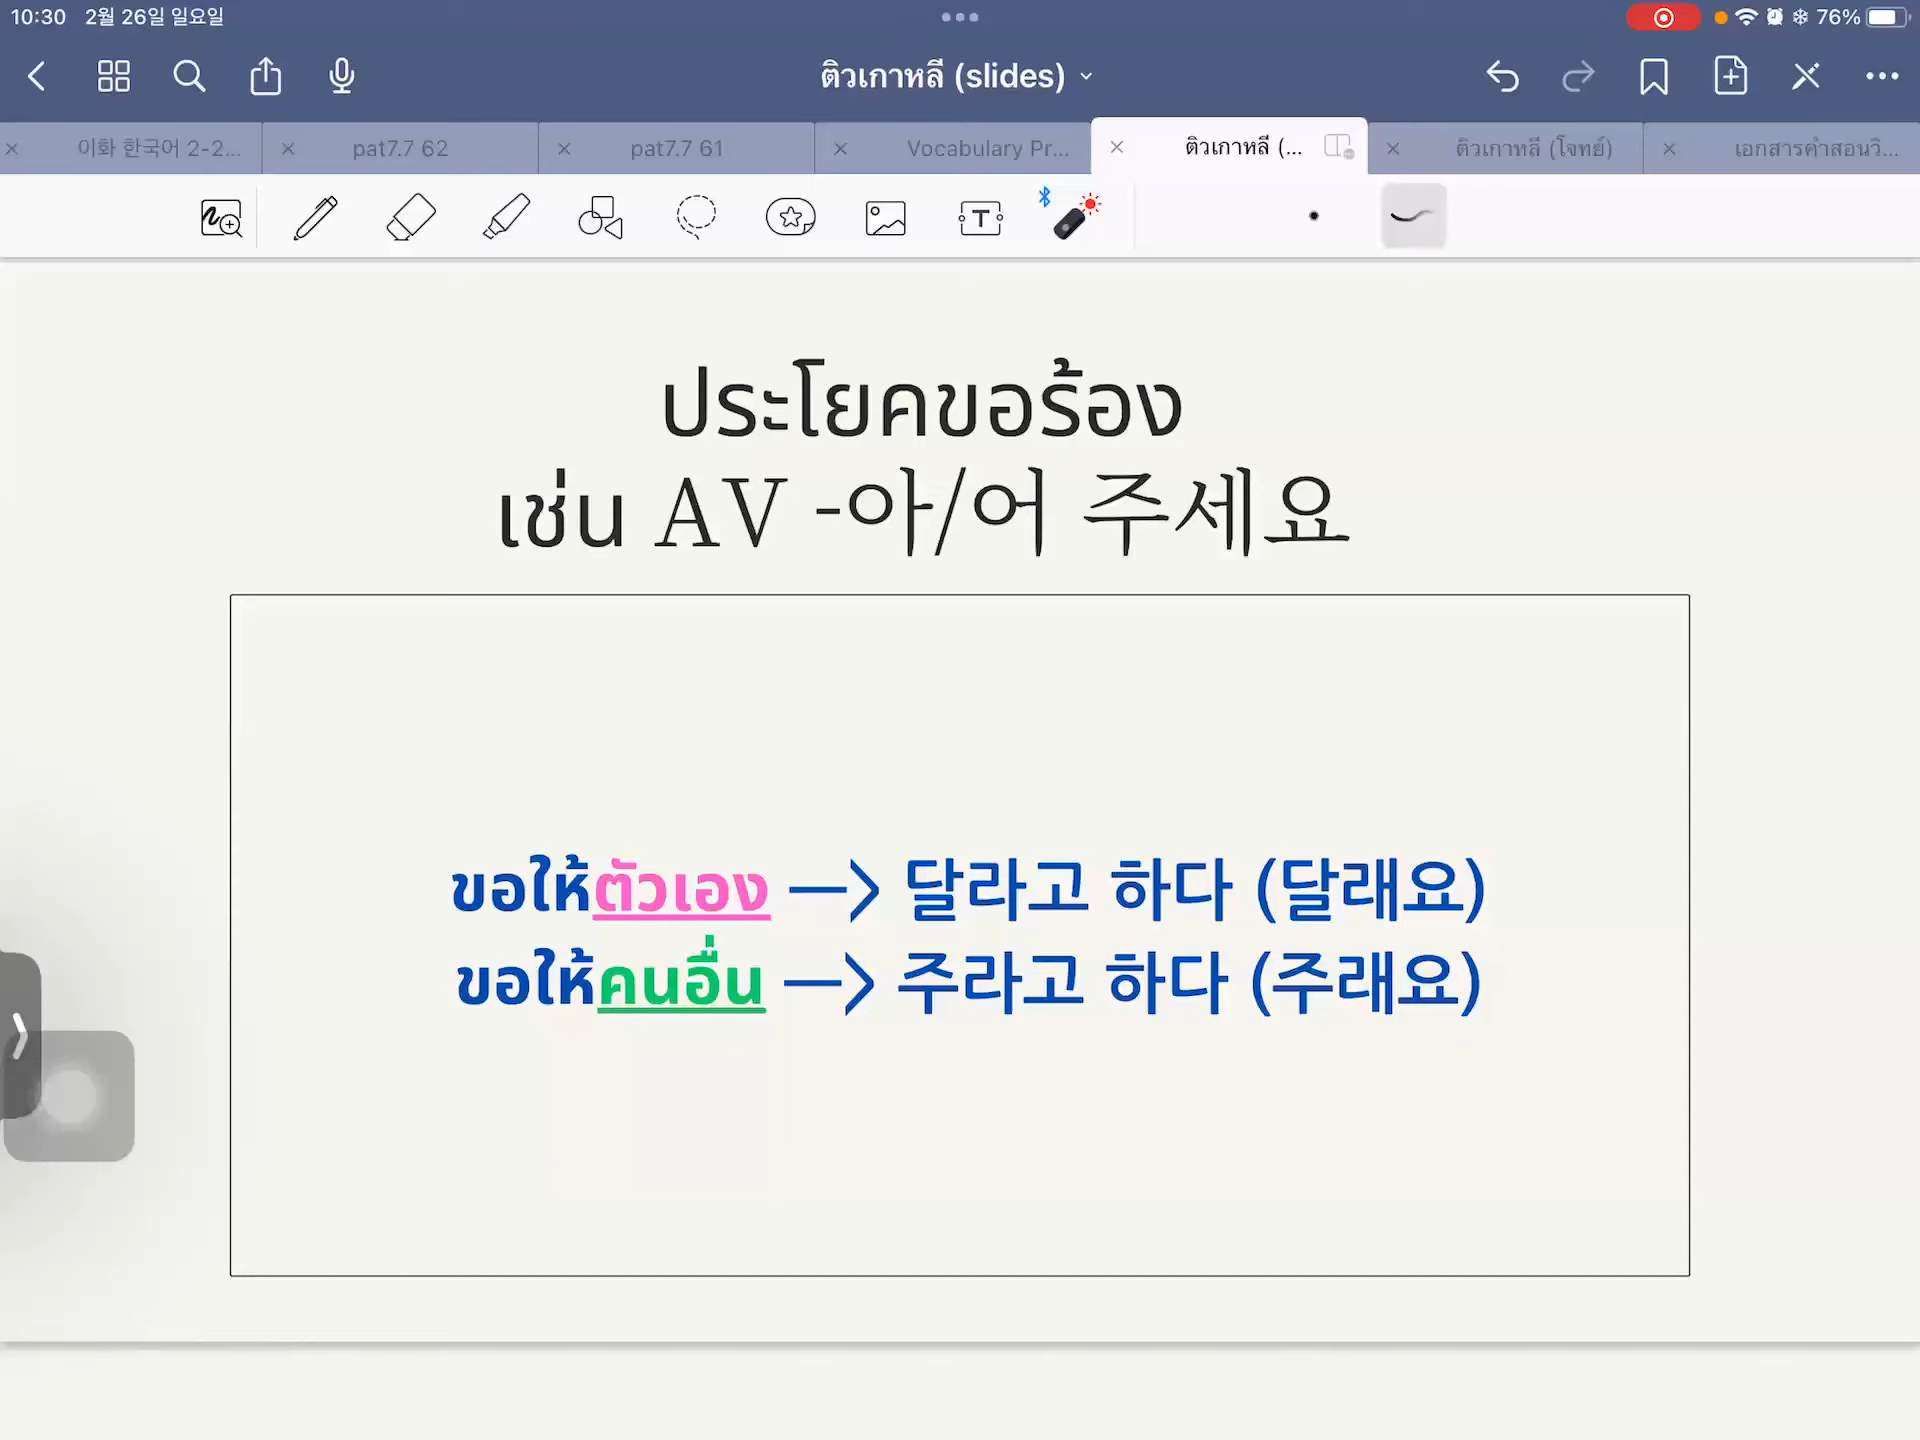 10:30 2월 26일 일요일
76%
ติวเกาหลี (slides)
이화 한국어 2-2...
pat7.7 62
pat7.7 61
Vocabulary Pr...
ติวเกาหลี (...
ติวเกาหลี (โจทย์)
เอกสารคำสอนวิ...
ประโยคขอร้อง
เช่น AV -아/어 주세요
ขอให้ตัวเอง —> 달라고 하다 (달래요)
ขอให้คนอื่น —> 주라고 하다 (주래요)